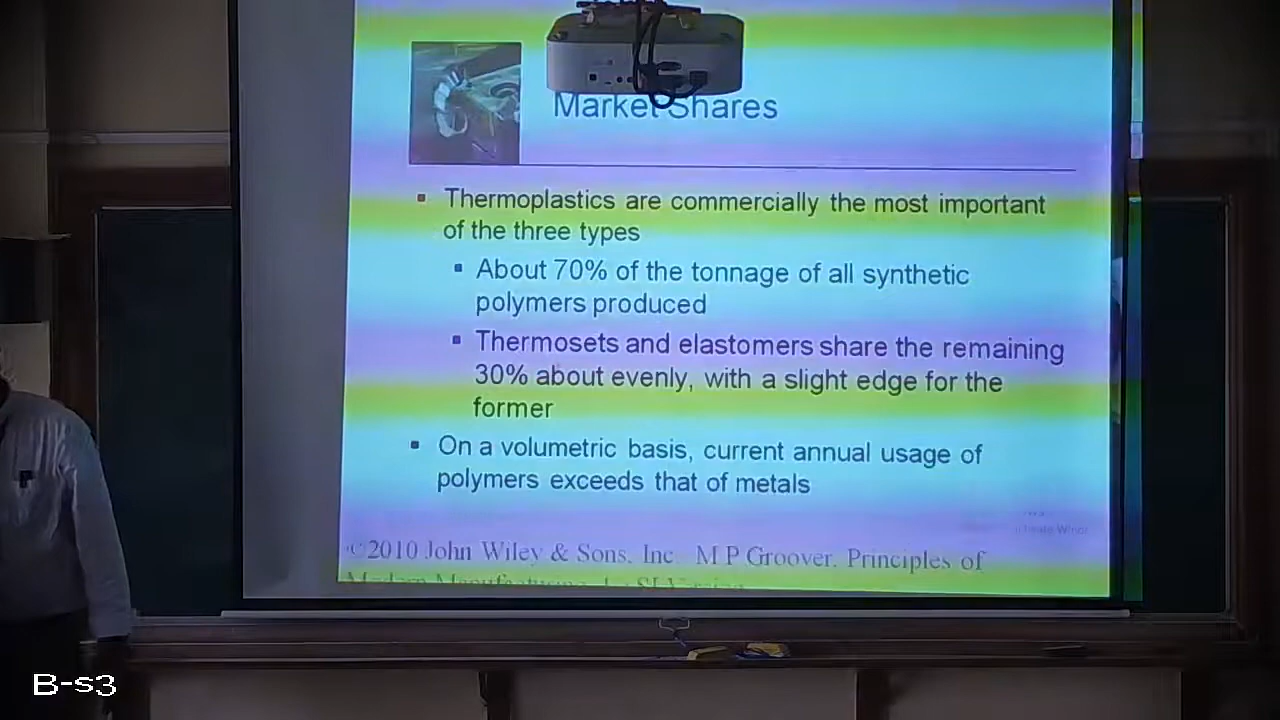 Market Shares
▪ Thermoplastics are commercially the most important
of the three types
▪ About 70% of the tonnage of all synthetic
polymers produced
▪ Thermosets and elastomers share the remaining
30% about evenly, with a slight edge for the
former
▪ On a volumetric basis, current annual usage of
polymers exceeds that of metals
©2010 John Wiley & Sons, Inc. M P Groover, Principles of
Modern Manufacturing
B-s3